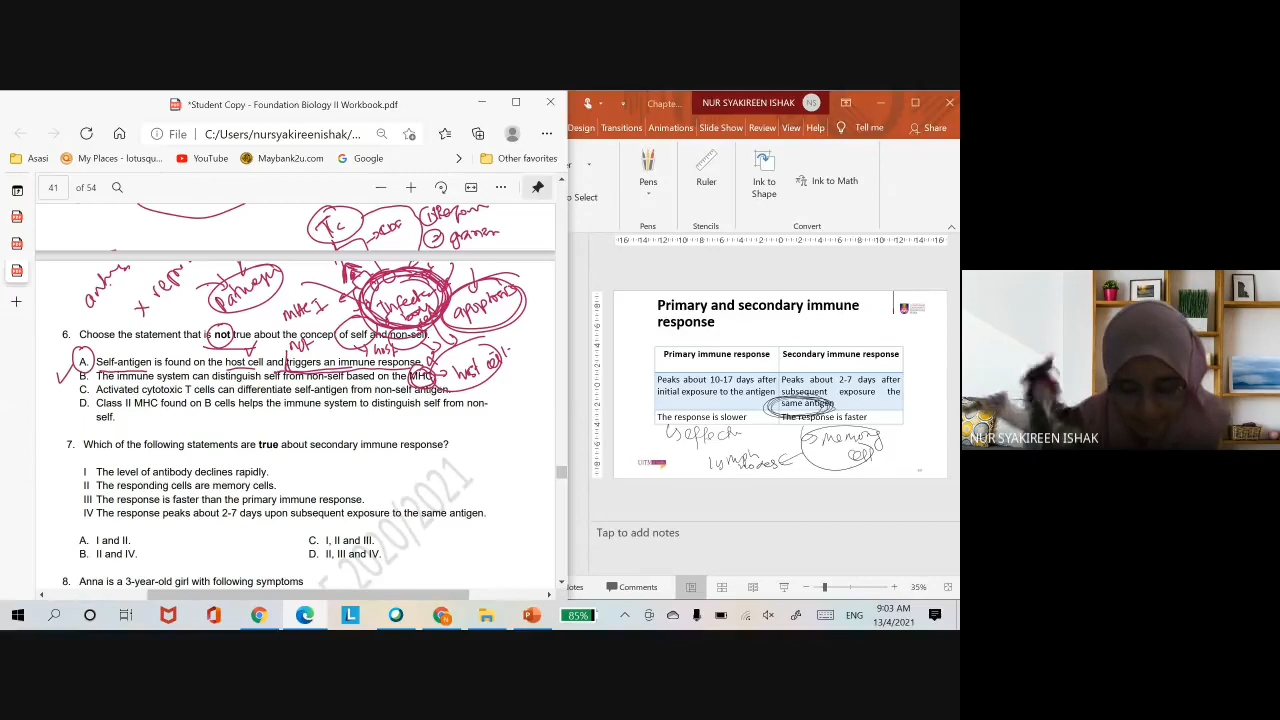 *Student Copy - Foundation Biology II Workbook.pdf
File
C:/Users/nursyakireenishak/...
Asasi
My Places - lotusqu...
YouTube
Maybank2u.com
Google
Other favorites
41
of 54
Tc
MHC I
Pathogen
apoptosis
not
host
6. Choose the statement that is not true about the concept of self and non-self.
A. Self-antigen is found on the host cell and triggers an immune response.
B. The immune system can distinguish self from non-self based on the MHC.
C. Activated cytotoxic T cells can differentiate self-antigen from non-self antigen.
D. Class II MHC found on B cells helps the immune system to distinguish self from non-
self.
7. Which of the following statements are true about secondary immune response?
I The level of antibody declines rapidly.
II The responding cells are memory cells.
III The response is faster than the primary immune response.
IV The response peaks about 2-7 days upon subsequent exposure to the same antigen.
A. I and II.
B. II and IV.
C. I, II and III.
D. II, III and IV.
2020/2021
8. Anna is a 3-year-old girl with following symptoms
Chapte...
NUR SYAKIREEN ISHAK
NS
Design
Transitions
Animations
Slide Show
Review
View
Help
Tell me
Share
to Select
Pens
Ruler
Ink to
Shape
Ink to Math
Pens
Stencils
Convert
Primary and secondary immune
response
Primary immune response
Secondary immune response
Peaks about 10-17 days after
initial exposure to the antigen
Peaks about 2-7 days after
subsequent exposure the
same antigen
The response is slower
The response is faster
memory
cell
lymph
nodes
UiTM
Tap to add notes
Notes
Comments
35%
85%
ENG
9:03 AM
13/4/2021
NUR SYAKIREEN ISHAK